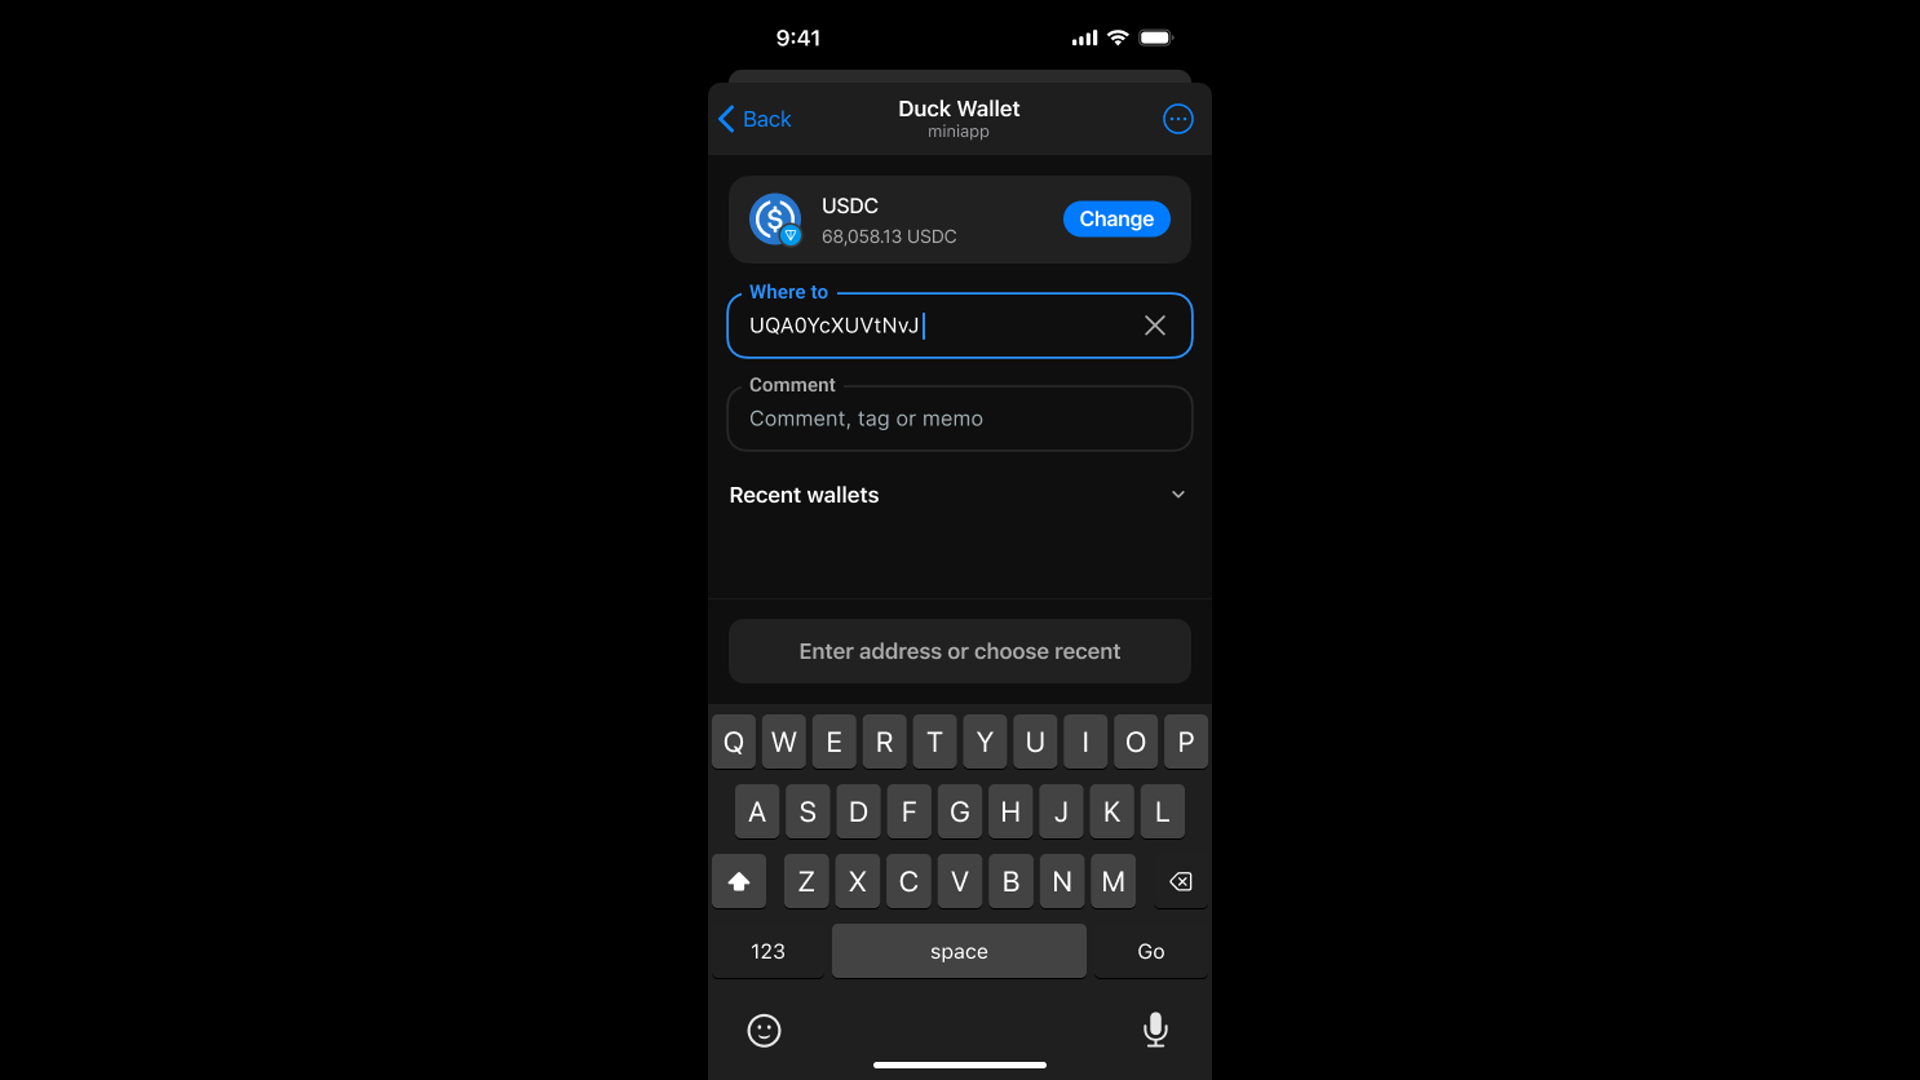 9:41
Back
Duck Wallet
miniapp
USDC
68,058.13 USDC
Change
Where to
UQA0YcXUVtNvJ
Comment
Comment, tag or memo
Recent wallets
Enter address or choose recent
Q W E R T Y U I O P
A S D F G H J K L
Z X C V B N M
123 space Go